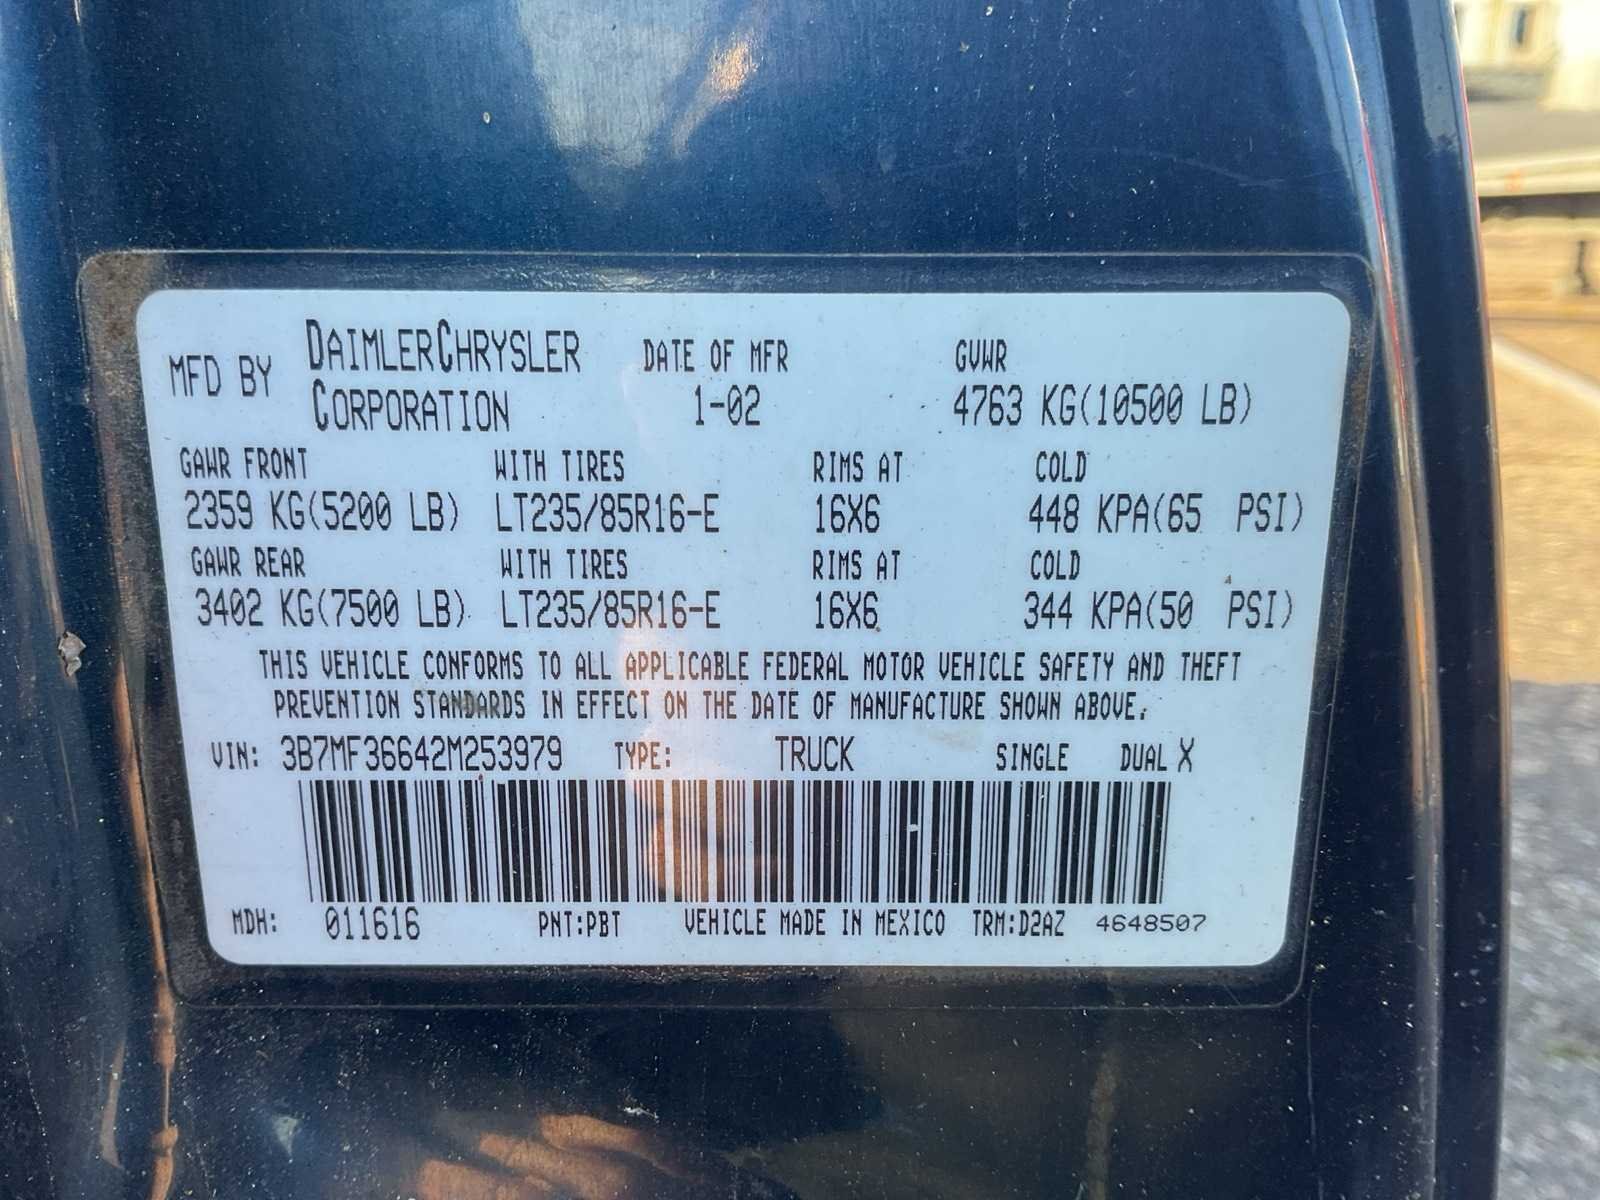 MFD BY DAIMLERCHRYSLER CORPORATION DATE OF MFR 1-02 GVWR 4763 KG(10500 LB)
GAWR FRONT WITH TIRES RIMS AT COLD
2359 KG(5200 LB) LT235/85R16-E 16X6 448 KPA(65 PSI)
GAWR REAR WITH TIRES RIMS AT COLD
3402 KG(7500 LB) LT235/85R16-E 16X6 344 KPA(50 PSI)
THIS VEHICLE CONFORMS TO ALL APPLICABLE FEDERAL MOTOR VEHICLE SAFETY AND THEFT
PREVENTION STANDARDS IN EFFECT ON THE DATE OF MANUFACTURE SHOWN ABOVE.
VIN: 3B7MF36642M253979 TYPE: TRUCK SINGLE DUAL X
MDH: 011616 PNT:PBT VEHICLE MADE IN MEXICO TRM:D2AZ 4648507